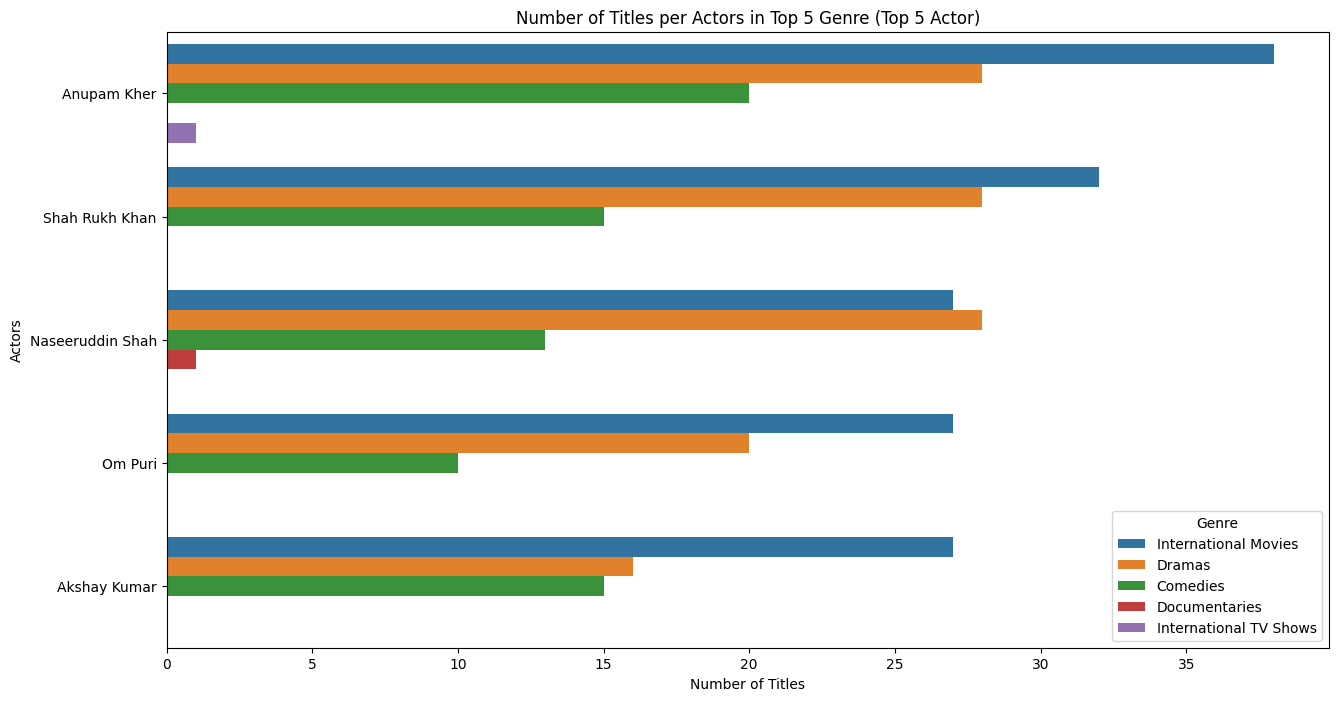 Number of Titles per Actors in Top 5 Genre (Top 5 Actor)
Actors
Anupam Kher
Shah Rukh Khan
Naseeruddin Shah
Om Puri
Akshay Kumar
Genre
International Movies
Dramas
Comedies
Documentaries
International TV Shows
0 5 10 15 20 25 30 35
Number of Titles